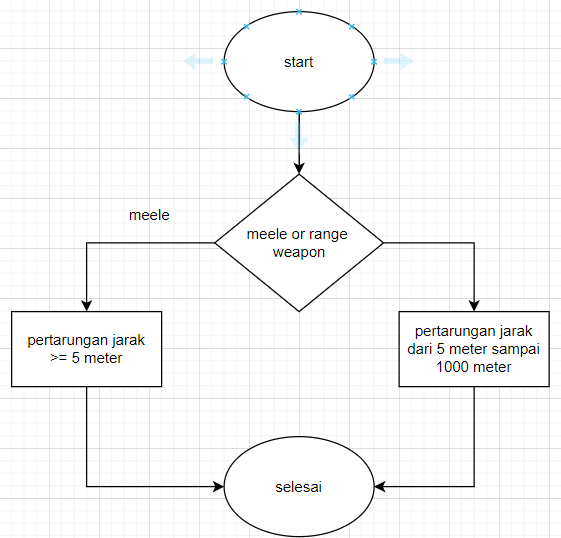 start
meele
meele or range
weapon
pertarungan jarak
>= 5 meter
pertarungan jarak
dari 5 meter sampai
1000 meter
selesai